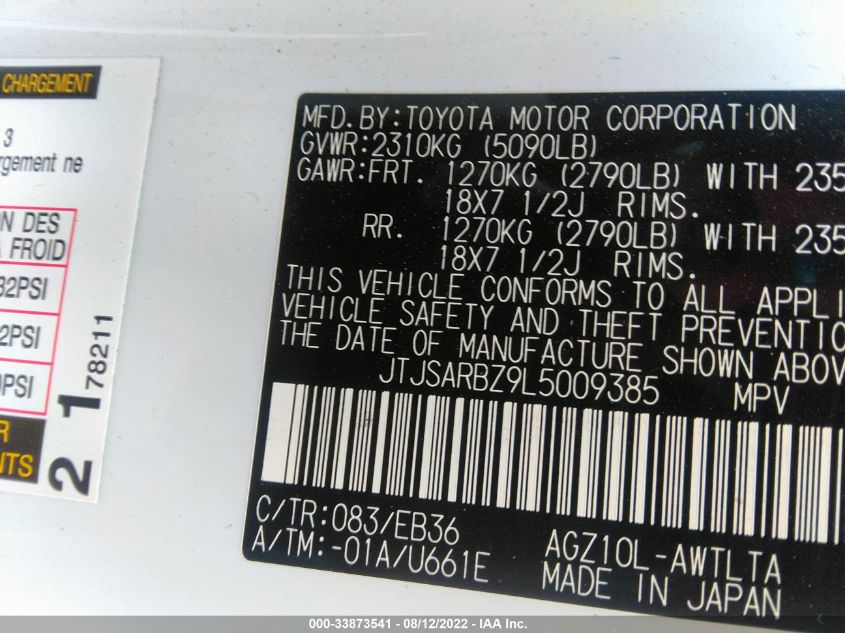 CHARGEMENT
3
ON DES
A FROID
32PSI
2PSI
0PSI
R
NTS
2 1 78211
MFD.BY:TOYOTA MOTOR CORPORATION
GVWR:2310KG (5090LB)
GAWR:FRT. 1270KG (2790LB) WITH 235
18X7 1/2J RIMS.
RR. 1270KG (2790LB) WITH 235
18X7 1/2J RIMS.
THIS VEHICLE CONFORMS TO ALL APPLI
VEHICLE SAFETY AND THEFT PREVENTIO
THE DATE OF MANUFACTURE SHOWN ABOV
JTJSARBZ9L5009385 MPV
C/TR:083/EB36 AGZ10L-AWTLTA
A/TM:-01A/U661E MADE IN JAPAN
000-33873541 - 08/12/2022 - IAA Inc.